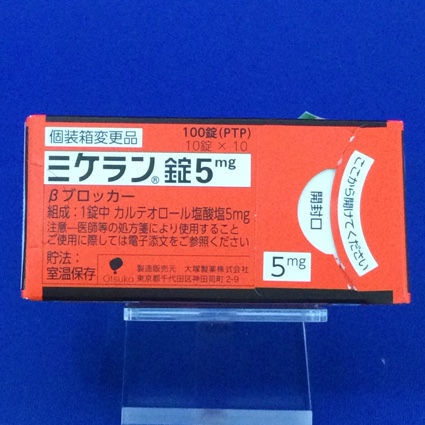 個装箱変更品
100錠(PTP)
10錠×10
ミケラン®錠5mg
βブロッカー
組成:1錠中 カルテオロール塩酸塩5mg
注意-医師等の処方箋により使用すること
ご使用に際しては電子添文をご参照ください
貯法:
室温保存
Otsuka
製造販売元 大塚製薬株式会社
東京都千代田区神田司町2-9
ここから開けてください
開封口
5mg